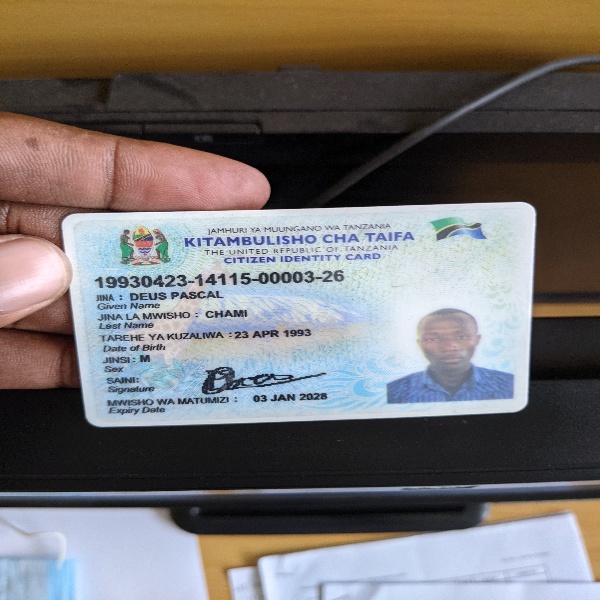 JAMHURI YA MUUNGANO WA TANZANIA
KITAMBULISHO CHA TAIFA
THE UNITED REPUBLIC OF TANZANIA
CITIZEN IDENTITY CARD
19930423-14115-00003-26
JINA : DEUS PASCAL
Given Name
JINA LA MWISHO : CHAMI
Last Name
TAREHE YA KUZALIWA : 23 APR 1993
Date of Birth
JINSI : M
Sex
SAINI:
Signature
MWISHO WA MATUMIZI : 03 JAN 2028
Expiry Date